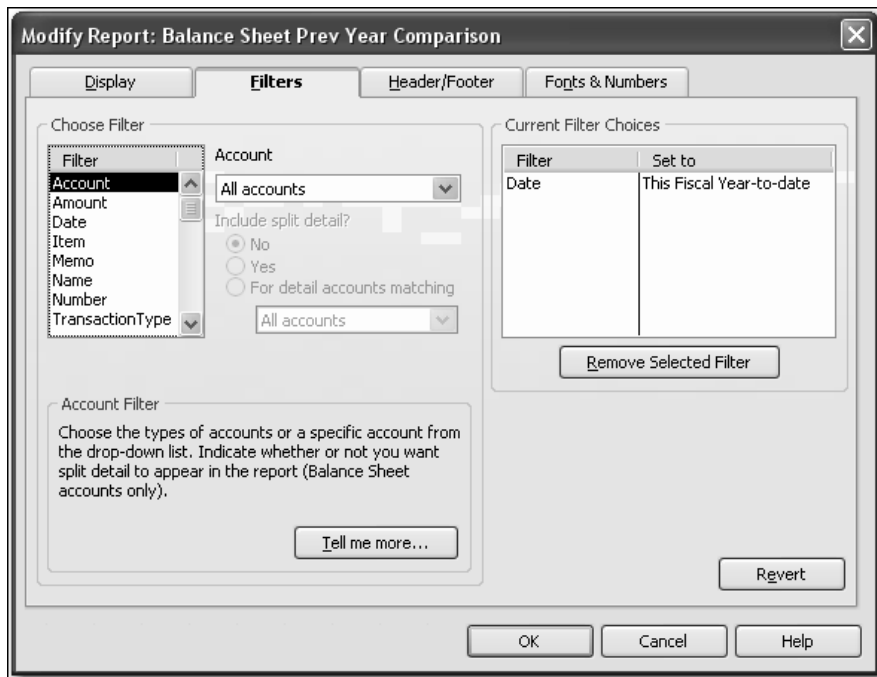 Modify Report: Balance Sheet Prev Year Comparison
Display
Filters
Header/Footer
Fonts & Numbers
Choose Filter
Filter
Account
Amount
Date
Item
Memo
Name
Number
TransactionType
Account
All accounts
Include split detail?
No
Yes
For detail accounts matching
All accounts
Account Filter
Choose the types of accounts or a specific account from
the drop-down list. Indicate whether or not you want
split detail to appear in the report (Balance Sheet
accounts only).
Tell me more...
Current Filter Choices
Filter Set to
Date This Fiscal Year-to-date
Remove Selected Filter
Revert
OK
Cancel
Help